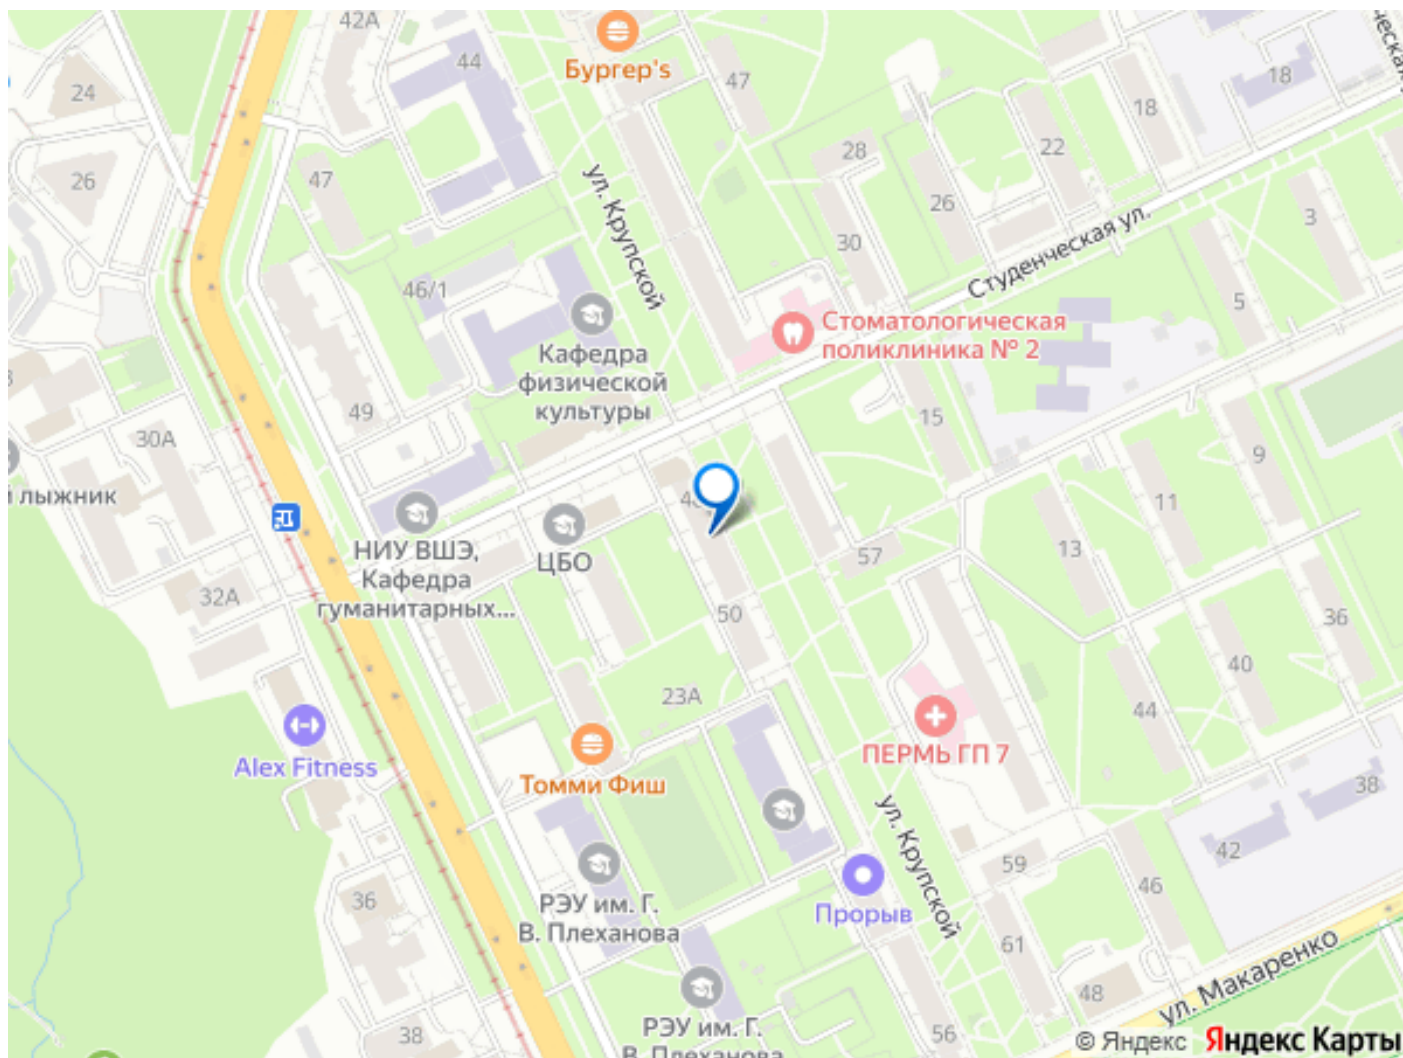 42А
Бургер's
44
47
24
18
18
28
22
47
26
ул. Крупской
26
30
3
Студенческая ул.
46/1
5
Стоматологическая
поликлиника № 2
Кафедра
физической
культуры
49
15
30А
9
лыжник
11
НИУ ВШЭ,
Кафедра
гуманитарных...
ЦБО
57
13
32А
50
36
40
23А
44
Alex Fitness
ПЕРМЬ ГП 7
Томми Фиш
38
ул. Крупской
42
59
46
36
РЭУ им. Г.
В. Плеханова
Прорыв
61
ул. Макаренко
48
38
РЭУ им. Г.
В. Плеханова
56
© Яндекс Яндекс Карты